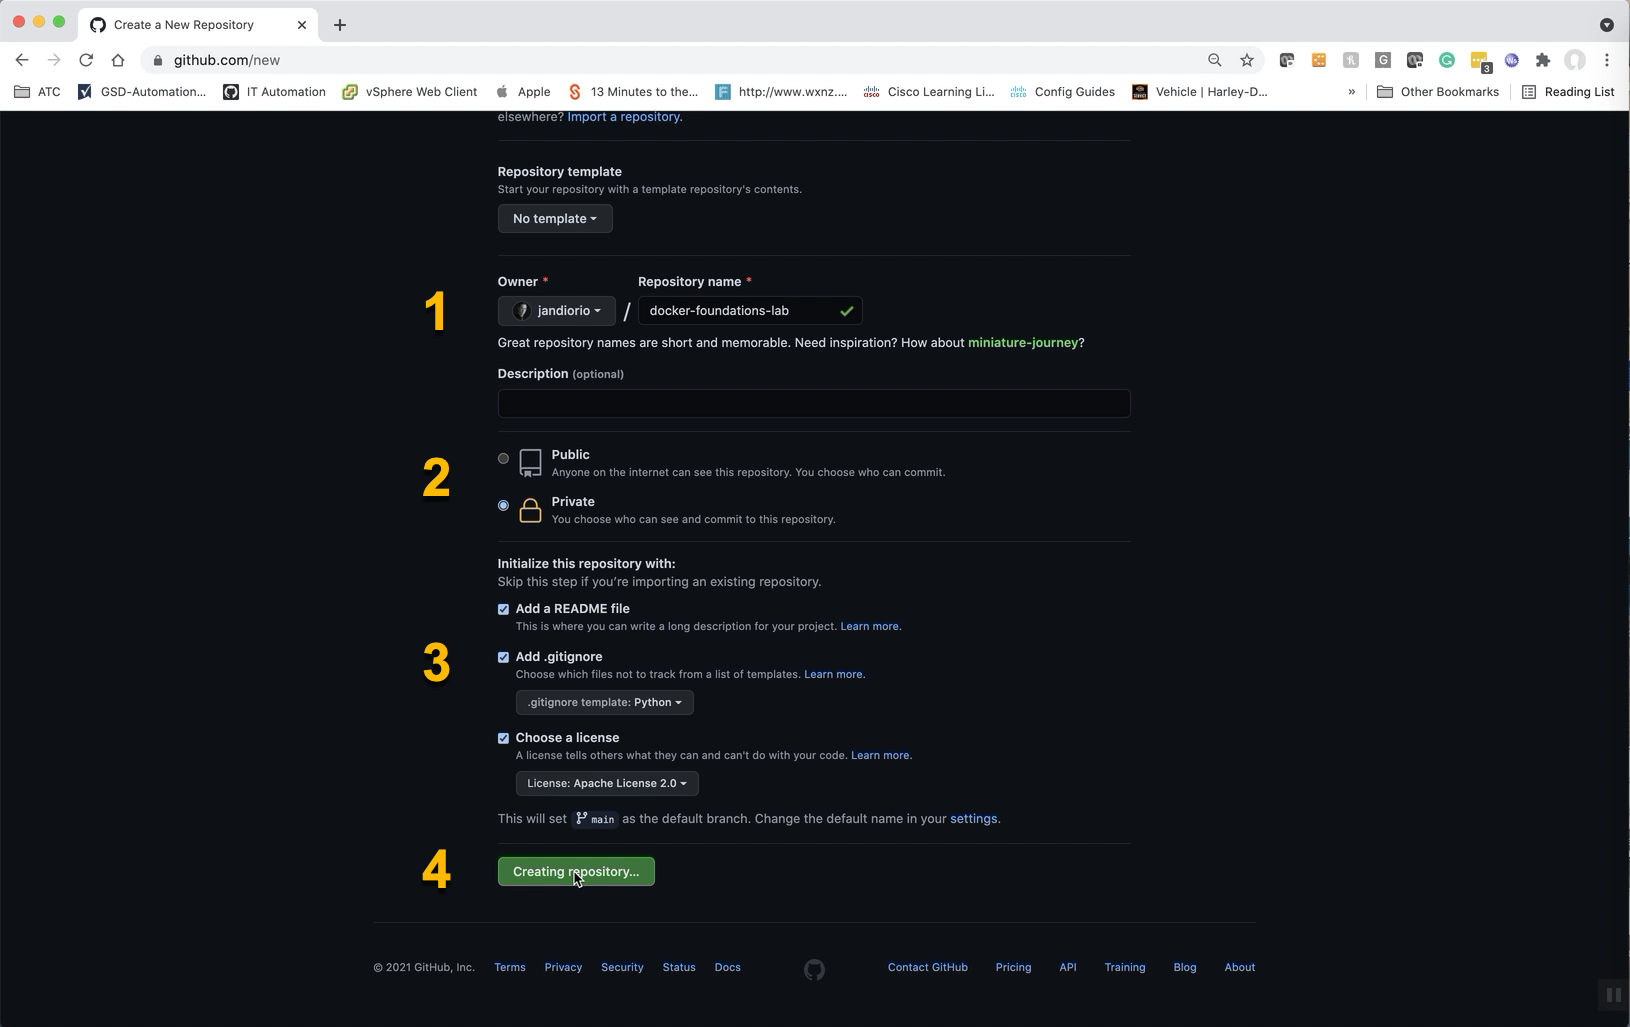 Create a New Repository
github.com/new
3
ATC
GSD-Automation...
IT Automation
vSphere Web Client
Apple
13 Minutes to the...
http://www.wxnz....
Cisco Learning Li...
Config Guides
Vehicle | Harley-D...
»
Other Bookmarks
Reading List
elsewhere? Import a repository.
Repository template
Start your repository with a template repository's contents.
No template
1
Owner *
Repository name *
jandiorio
/
docker-foundations-lab
Great repository names are short and memorable. Need inspiration? How about miniature-journey?
Description (optional)
2
Public
Anyone on the internet can see this repository. You choose who can commit.
Private
You choose who can see and commit to this repository.
Initialize this repository with:
Skip this step if you’re importing an existing repository.
3
Add a README file
This is where you can write a long description for your project. Learn more.
Add .gitignore
Choose which files not to track from a list of templates. Learn more.
.gitignore template: Python
Choose a license
A license tells others what they can and can't do with your code. Learn more.
License: Apache License 2.0
This will set main as the default branch. Change the default name in your settings.
4
Creating repository...
© 2021 GitHub, Inc.
Terms
Privacy
Security
Status
Docs
Contact GitHub
Pricing
API
Training
Blog
About